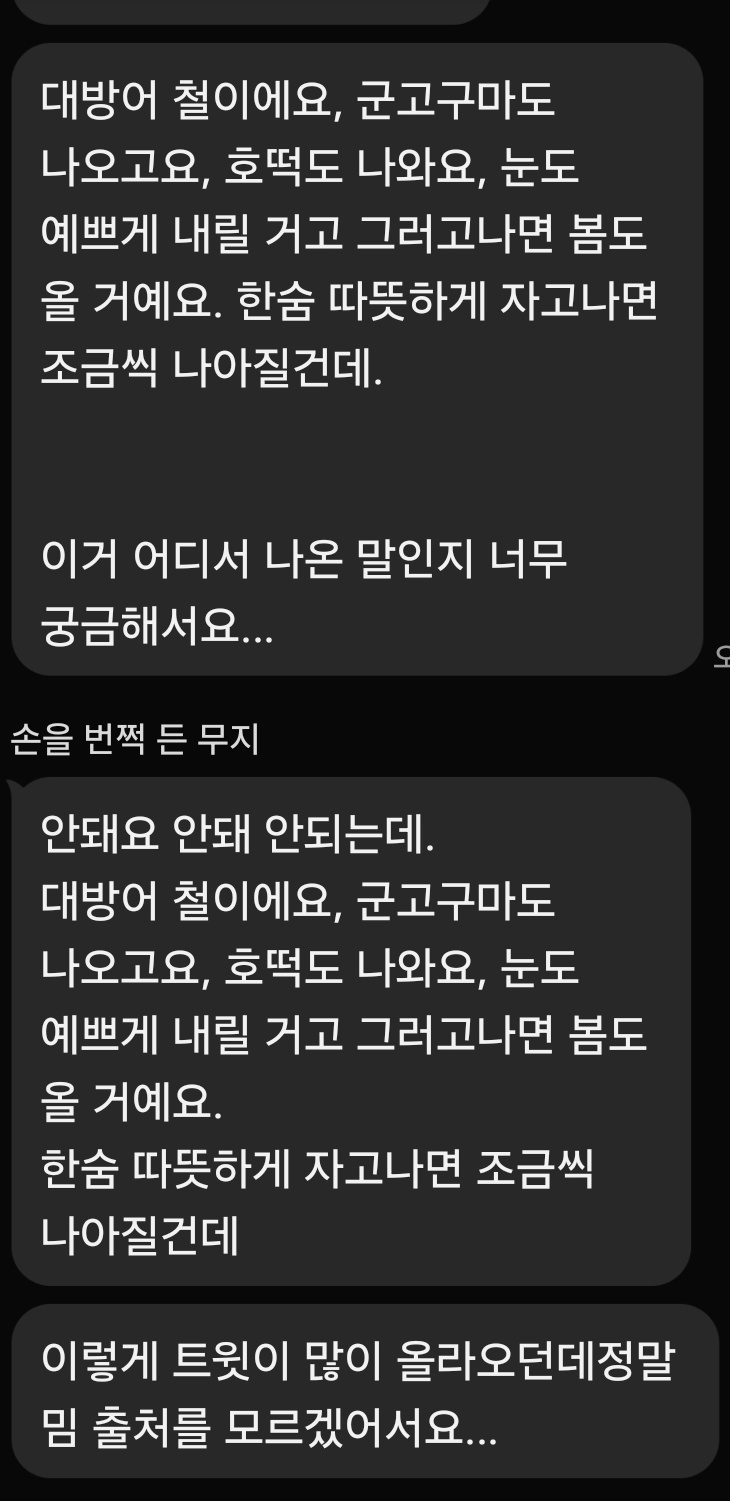 대방어 철이에요, 군고구마도
나오고요, 호떡도 나와요, 눈도
예쁘게 내릴 거고 그러고나면 봄도
올 거예요. 한숨 따뜻하게 자고나면
조금씩 나아질건데.
이거 어디서 나온 말인지 너무
궁금해서요...
오
손을 번쩍 든 무지
안돼요 안돼 안되는데.
대방어 철이에요, 군고구마도
나오고요, 호떡도 나와요, 눈도
예쁘게 내릴 거고 그러고나면 봄도
올 거예요.
한숨 따뜻하게 자고나면 조금씩
나아질건데
이렇게 트윗이 많이 올라오던데정말
밈 출처를 모르겠어서요...